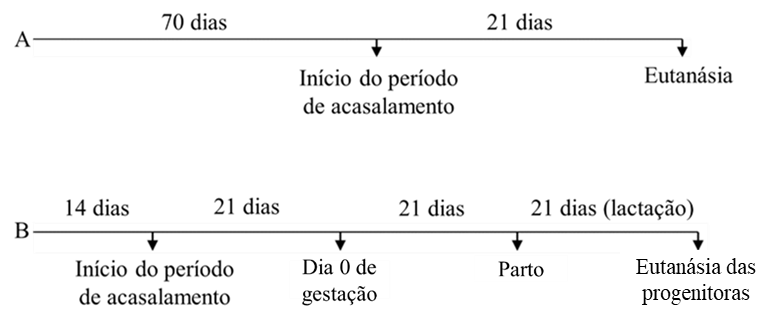 70 dias 21 dias
A
Início do período
de acasalamento
Eutanásia
14 dias 21 dias 21 dias 21 dias (lactação)
B
Início do período
de acasalamento
Dia 0 de
gestação
Parto
Eutanásia das
progenitoras